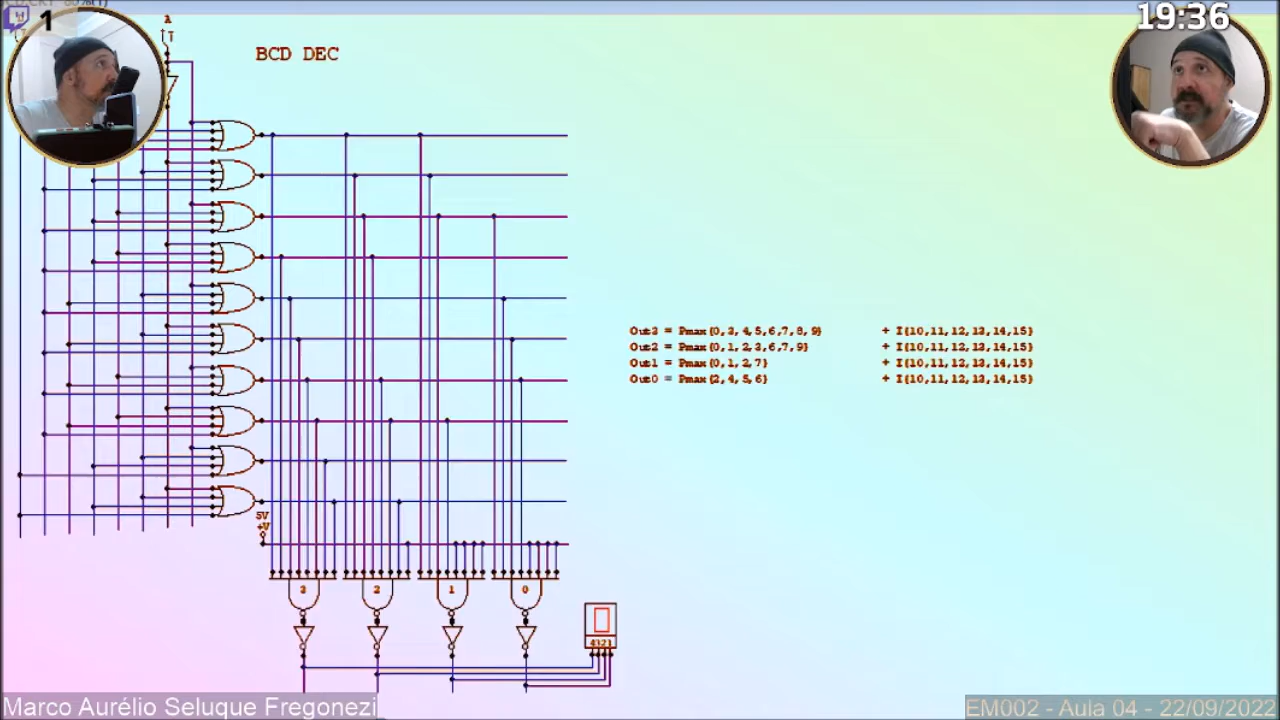 1
19:36
A
BCD DEC
Out3 = Pmax{0,3,4,5,6,7,8,9} + I{10,11,12,13,14,15}
Out2 = Pmax{0,1,2,3,6,7,9} + I{10,11,12,13,14,15}
Out1 = Pmax{0,1,2,7} + I{10,11,12,13,14,15}
Out0 = Pmax{2,4,5,6} + I{10,11,12,13,14,15}
5V
+V
3 2 1 0
4321
Marco Aurélio Seluque Fregonezi
EM002 - Aula 04 - 22/09/2022